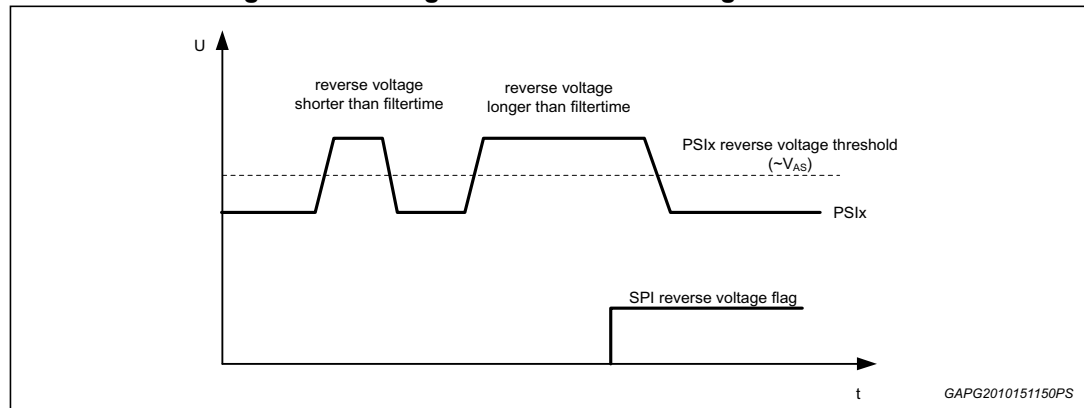 U
reverse voltage
shorter than filtertime
reverse voltage
longer than filtertime
PSIx reverse voltage threshold
(~VAS)
PSIx
SPI reverse voltage flag
t
GAPG2010151150PS